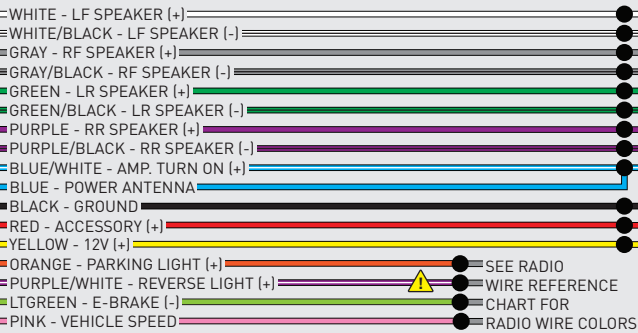 WHITE - LF SPEAKER (+)
WHITE/BLACK - LF SPEAKER (-)
GRAY - RF SPEAKER (+)
GRAY/BLACK - RF SPEAKER (-)
GREEN - LR SPEAKER (+)
GREEN/BLACK - LR SPEAKER (-)
PURPLE - RR SPEAKER (+)
PURPLE/BLACK - RR SPEAKER (-)
BLUE/WHITE - AMP. TURN ON (+)
BLUE - POWER ANTENNA
BLACK - GROUND
RED - ACCESSORY (+)
YELLOW - 12V (+)
ORANGE - PARKING LIGHT (+)
PURPLE/WHITE - REVERSE LIGHT (+)
!
LTGREEN - E-BRAKE (-)
PINK - VEHICLE SPEED
SEE RADIO
WIRE REFERENCE
CHART FOR
RADIO WIRE COLORS